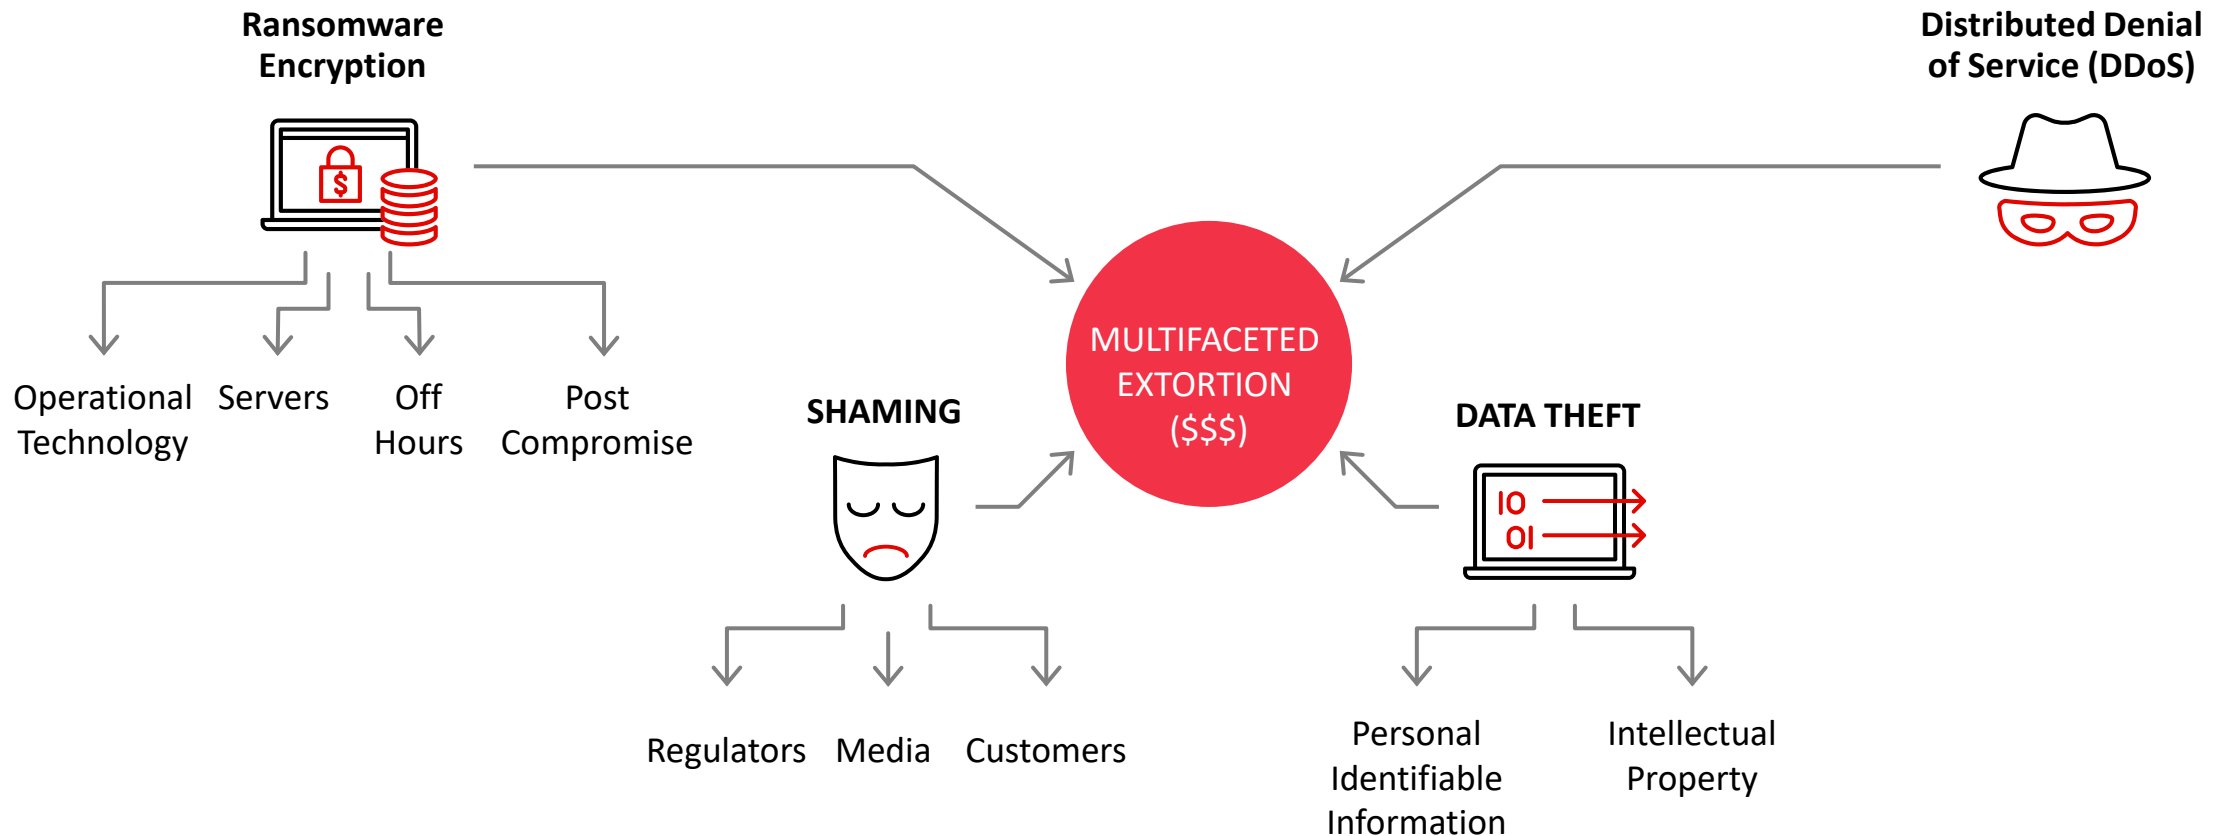 Ransomware
Encryption
Distributed Denial
of Service (DDoS)
$
Operational
Technology
Servers
Off
Hours
Post
Compromise
MULTIFACETED
EXTORTION
($$$)
SHAMING
DATA THEFT
IO
OI
Regulators
Media
Customers
Personal
Identifiable
Information
Intellectual
Property